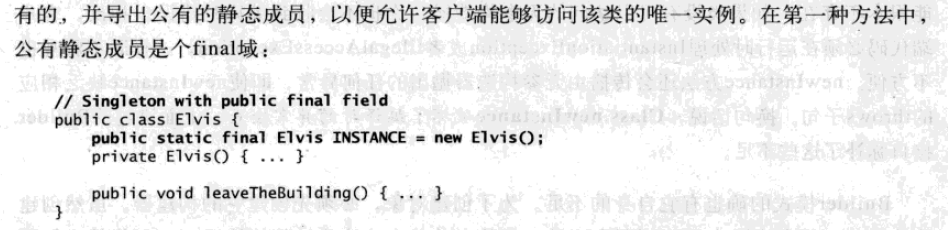 有的，并导出公有的静态成员，以便允许客户端能够访问该类的唯一实例。在第一种方法中，
公有静态成员是个final域：
// Singleton with public final field
public class Elvis {
public static final Elvis INSTANCE = new Elvis();
private Elvis() { ... }
public void leaveTheBuilding() { ... }
}